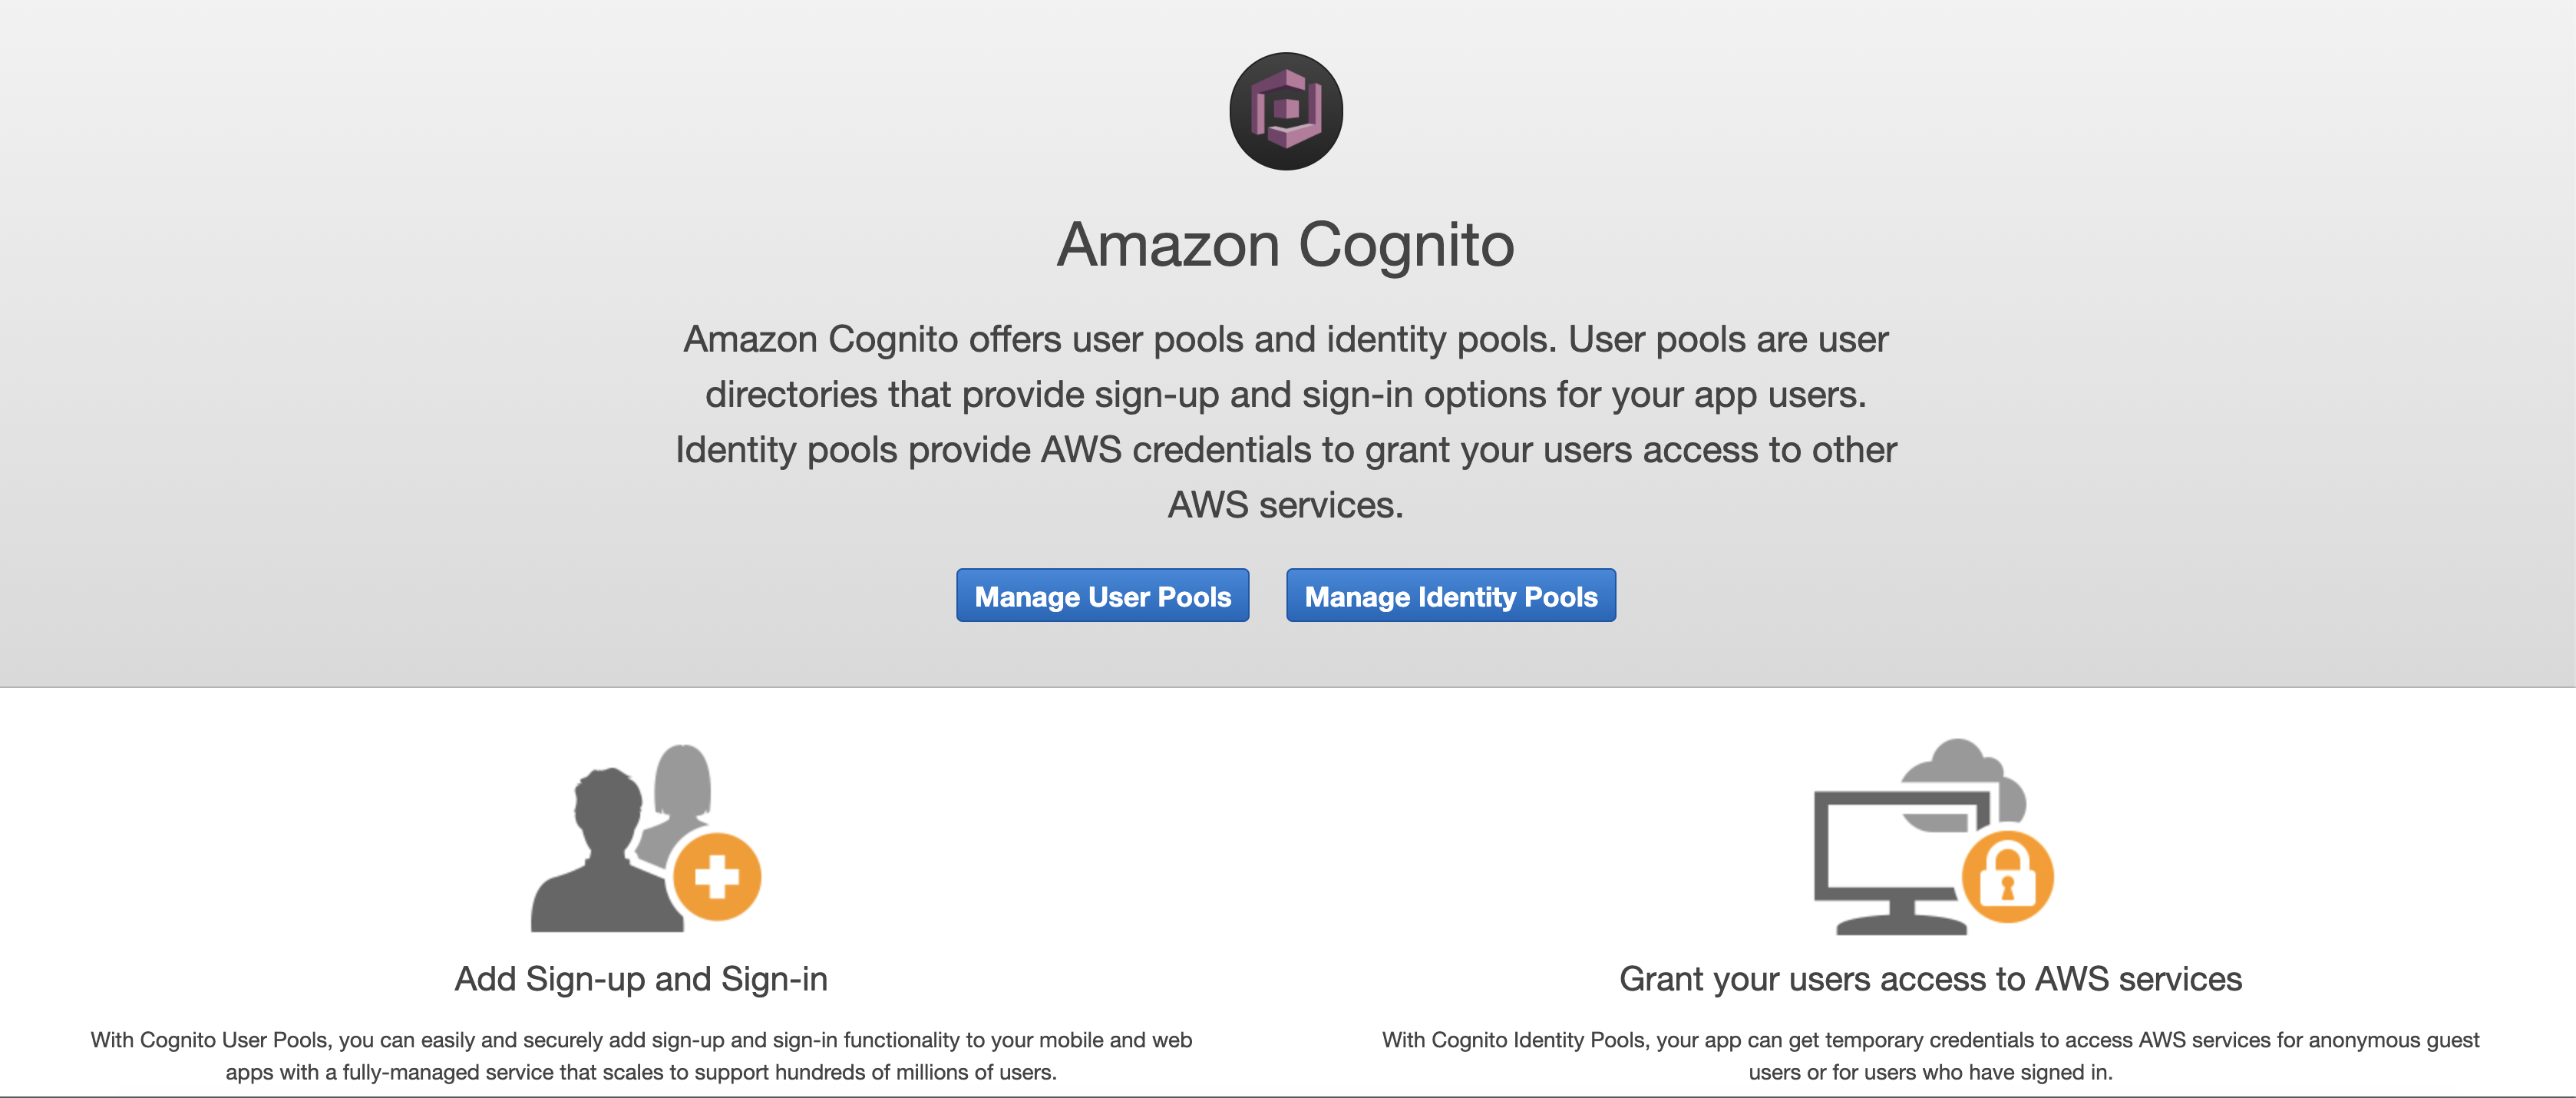 Amazon Cognito
Amazon Cognito offers user pools and identity pools. User pools are user
directories that provide sign-up and sign-in options for your app users.
Identity pools provide AWS credentials to grant your users access to other
AWS services.
Manage User Pools
Manage Identity Pools
Add Sign-up and Sign-in
With Cognito User Pools, you can easily and securely add sign-up and sign-in functionality to your mobile and web
apps with a fully-managed service that scales to support hundreds of millions of users.
Grant your users access to AWS services
With Cognito Identity Pools, your app can get temporary credentials to access AWS services for anonymous guest
users or for users who have signed in.